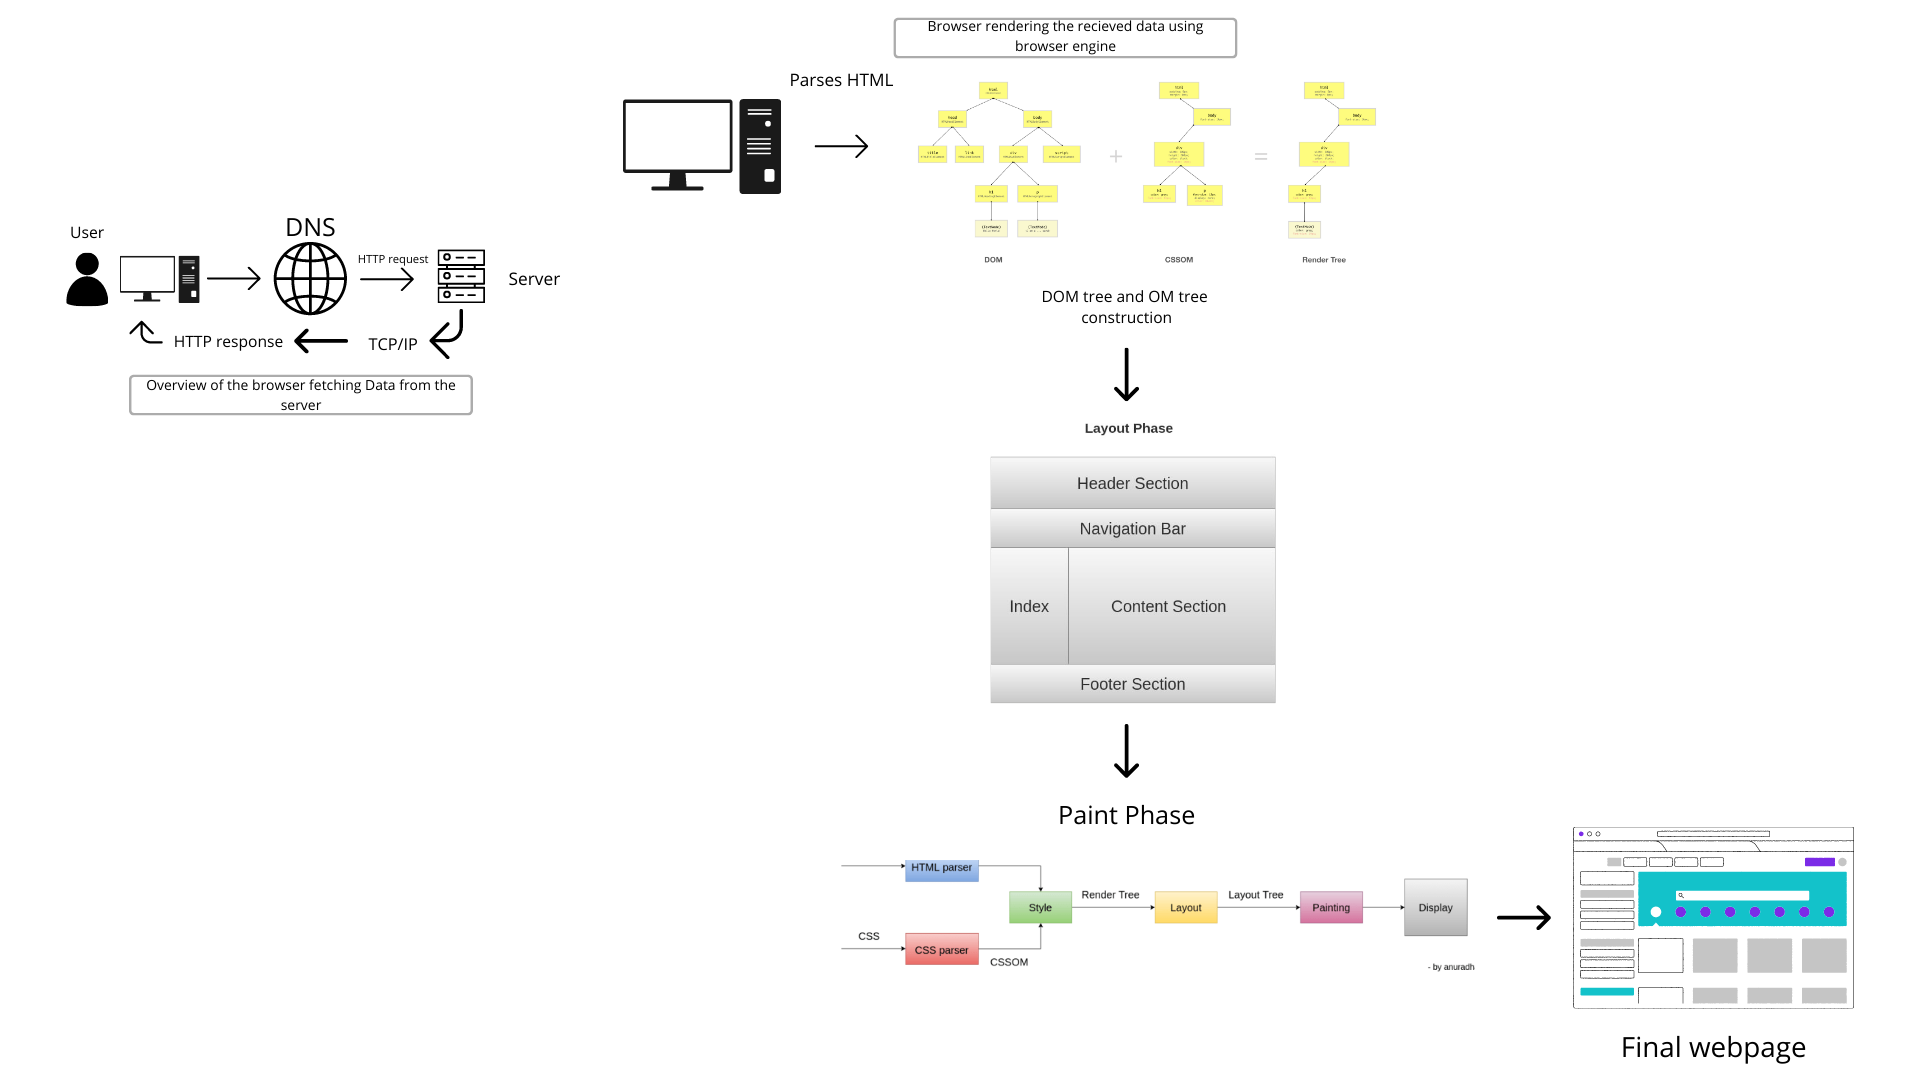 Browser rendering the recieved data using
browser engine
Parses HTML
html
head
body
title
link
div
script
h1
p
html
body
div
h1
p
html
body
div
h1
+
=
DOM
CSSOM
Render Tree
User
DNS
HTTP request
Server
HTTP response
TCP/IP
Overview of the browser fetching Data from the
server
DOM tree and OM tree
construction
Layout Phase
Header Section
Navigation Bar
Index
Content Section
Footer Section
Paint Phase
HTML parser
Style
Render Tree
Layout
Layout Tree
Painting
Display
CSS
CSS parser
CSSOM
- by anuradh
Final webpage